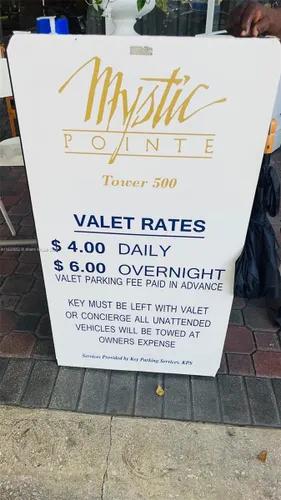 Mystic
POINTE
Tower 500
VALET RATES
$ 4.00 DAILY
$ 6.00 OVERNIGHT
VALET PARKING FEE PAID IN ADVANCE
KEY MUST BE LEFT WITH VALET
OR CONCIERGE ALL UNATTENDED
VEHICLES WILL BE TOWED AT
OWNERS EXPENSE
Services Provided by Key Parking Services, KPS